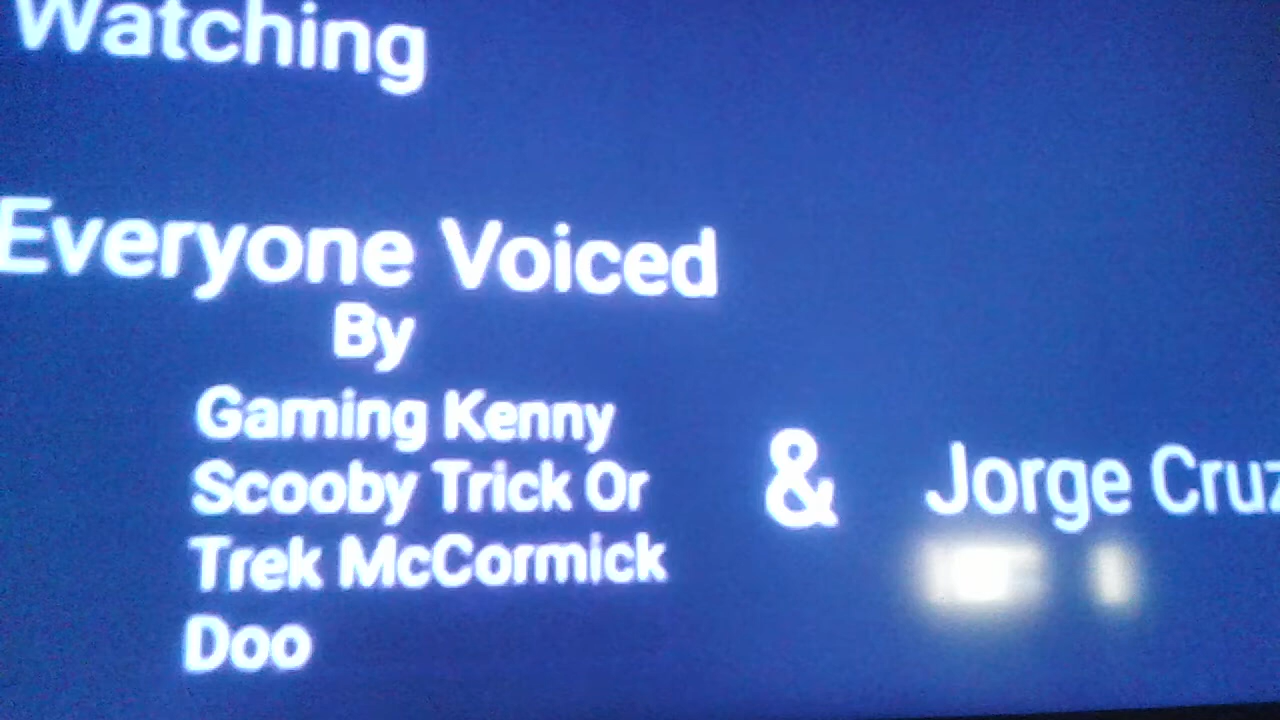 Watching
Everyone Voiced
By
Gaming Kenny
Scooby Trick Or
Trek McCormick
Doo
& Jorge Cruz